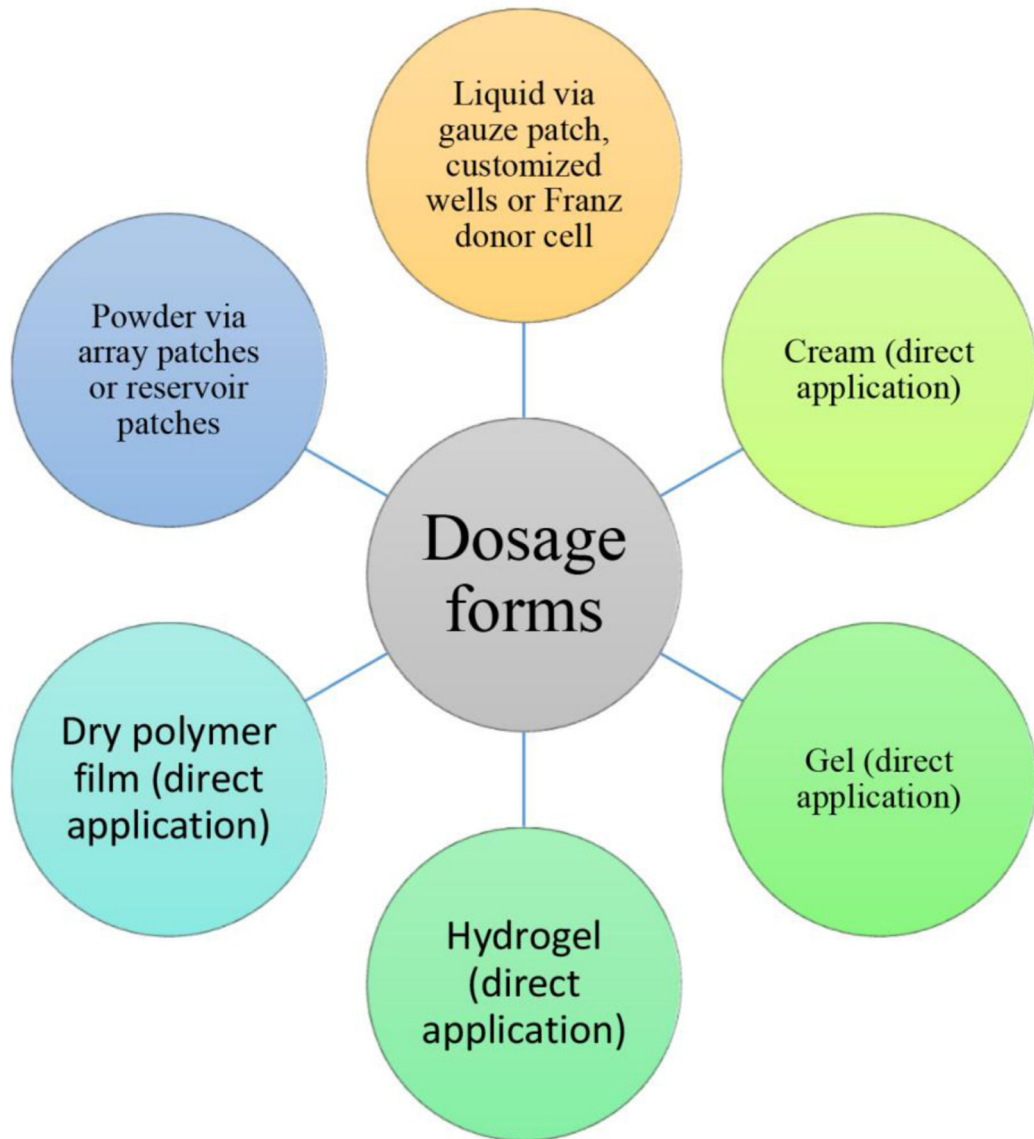 Liquid via
gauze patch,
customized
wells or Franz
donor cell
Powder via
array patches
or reservoir
patches
Cream (direct
application)
Dosage
forms
Dry polymer
film (direct
application)
Gel (direct
application)
Hydrogel
(direct
application)